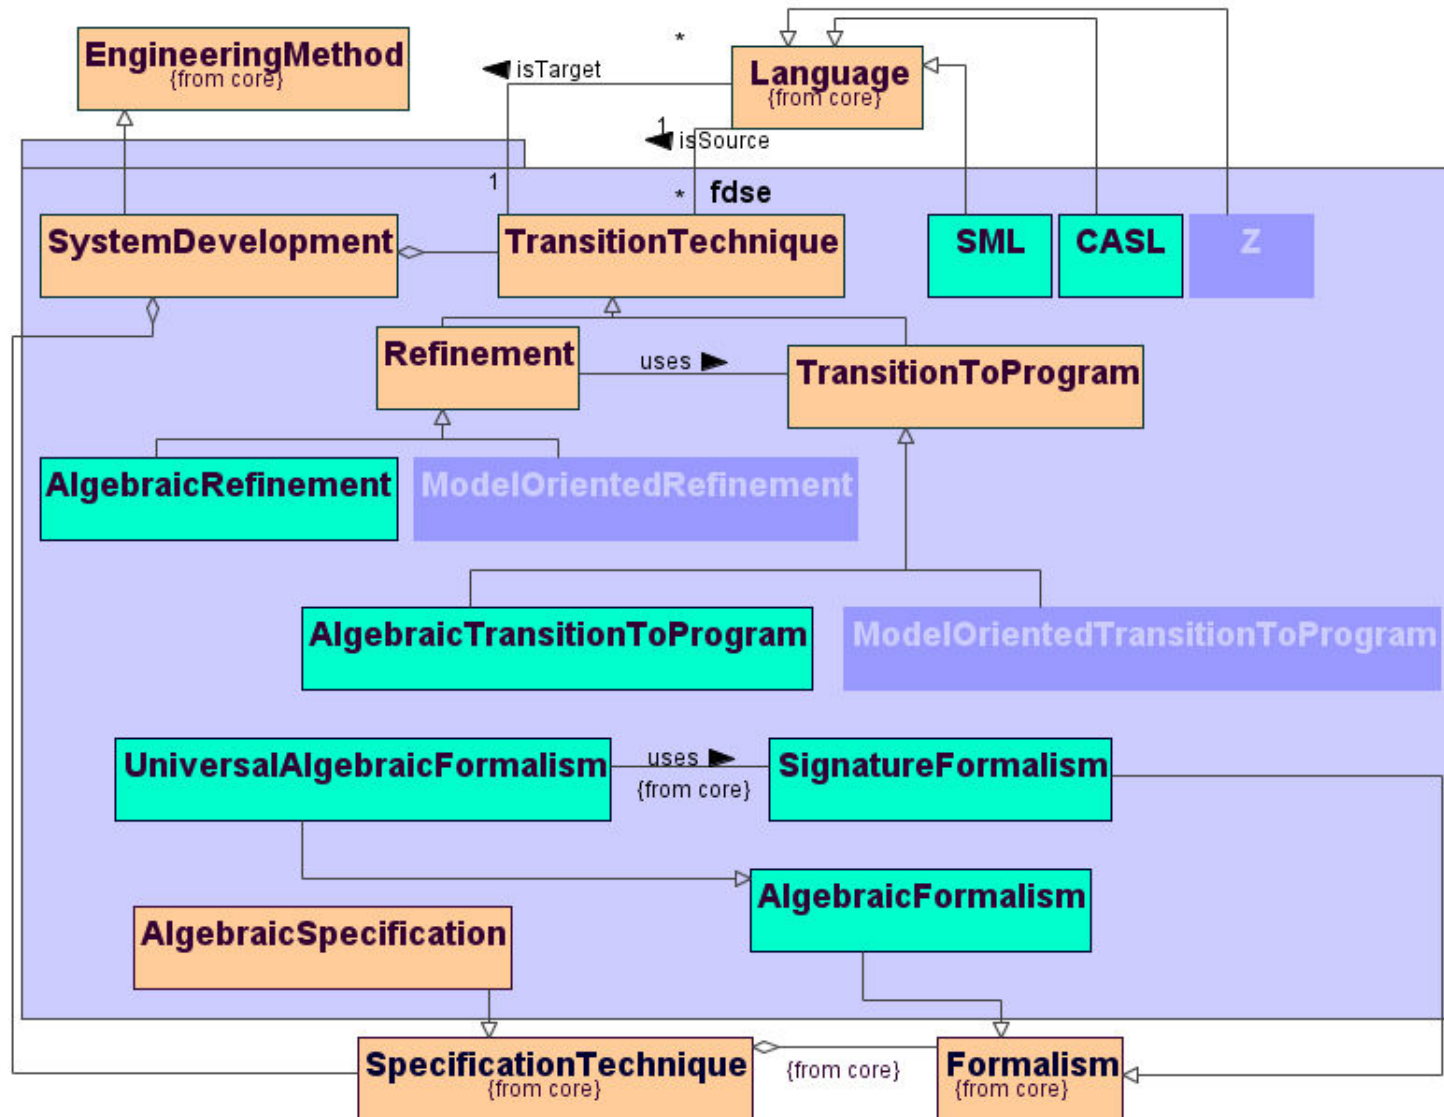 EngineeringMethod
{from core}
*
isTarget
Language
{from core}
1
isSource
1
*
fdse
SystemDevelopment
TransitionTechnique
SML
CASL
Z
Refinement
uses
TransitionToProgram
AlgebraicRefinement
ModelOrientedRefinement
AlgebraicTransitionToProgram
ModelOrientedTransitionToProgram
UniversalAlgebraicFormalism
uses
{from core}
SignatureFormalism
AlgebraicFormalism
AlgebraicSpecification
SpecificationTechnique
{from core}
{from core}
Formalism
{from core}